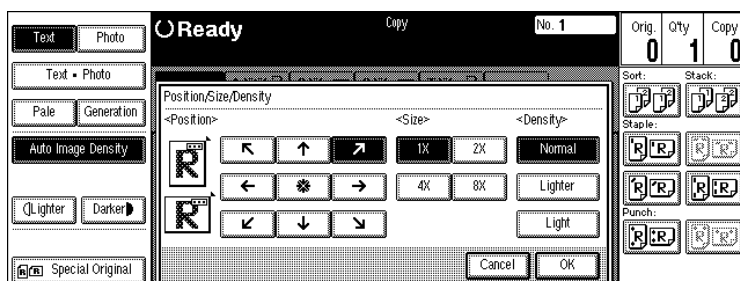 Text Photo
Text • Photo
Pale Generation
Auto Image Density
Lighter Darker
Special Original
Ready
Copy
No. 1
Position/Size/Density
<Position>
<Size>
<Density>
1X 2X Normal
4X 8X Lighter
Light
Cancel OK
Orig. Q'ty Copy
0 1 0
Sort: Stack:
Staple:
Punch: